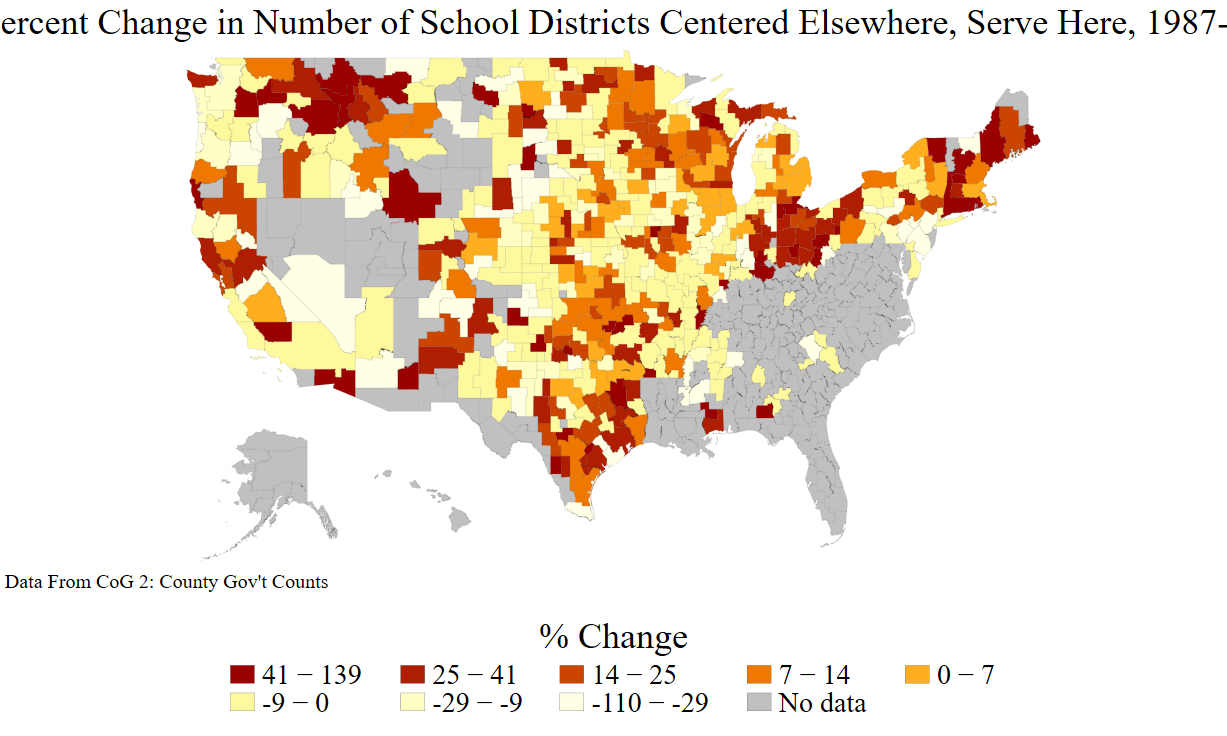 ercent Change in Number of School Districts Centered Elsewhere, Serve Here, 1987-
Data From CoG 2: County Gov't Counts
% Change
41 − 139 25 − 41 14 − 25 7 − 14 0 − 7
-9 − 0 -29 − -9 -110 − -29 No data